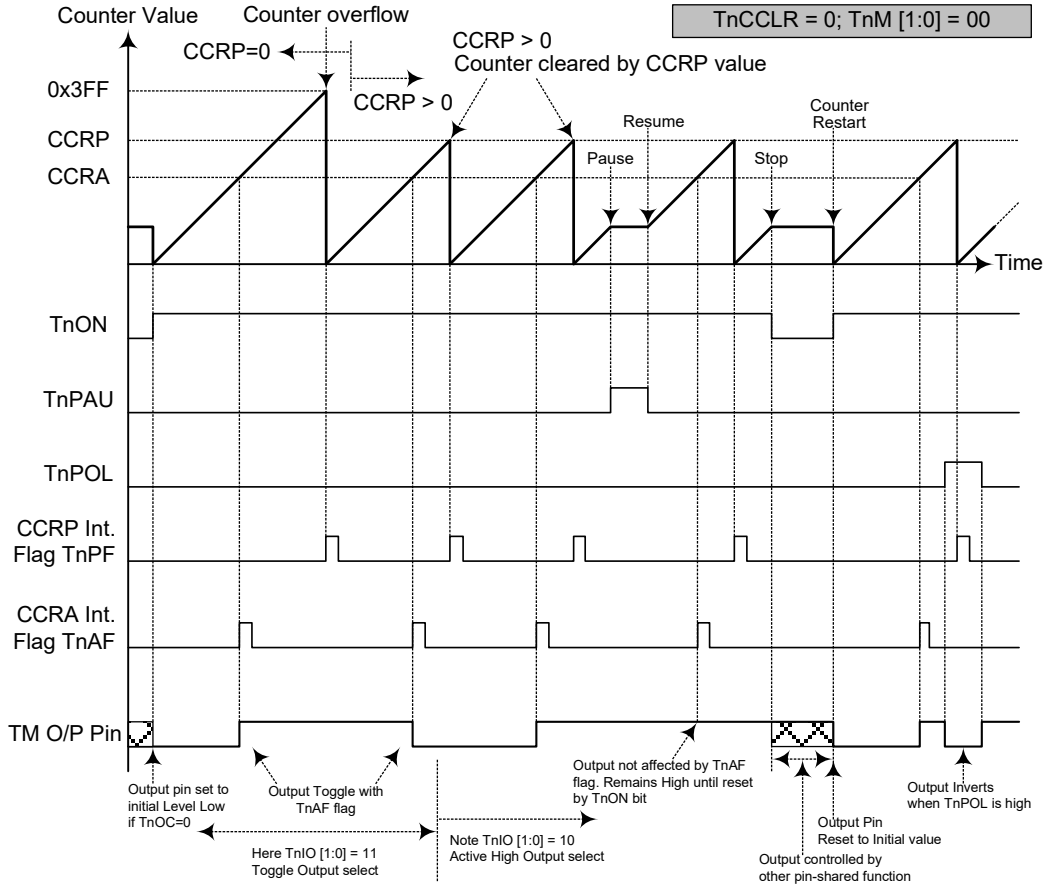 Counter Value
Counter overflow
TnCCLR = 0; TnM [1:0] = 00
CCRP=0
CCRP > 0
CCRP > 0
Counter cleared by CCRP value
0x3FF
CCRP
CCRA
Pause
Resume
Stop
Counter
Restart
Time
TnON
TnPAU
TnPOL
CCRP Int.
Flag TnPF
CCRA Int.
Flag TnAF
TM O/P Pin
Output pin set to
initial Level Low
if TnOC=0
Output Toggle with
TnAF flag
Here TnIO [1:0] = 11
Toggle Output select
Note TnIO [1:0] = 10
Active High Output select
Output not affected by TnAF
flag. Remains High until reset
by TnON bit
Output controlled by
other pin-shared function
Output Pin
Reset to Initial value
Output Inverts
when TnPOL is high